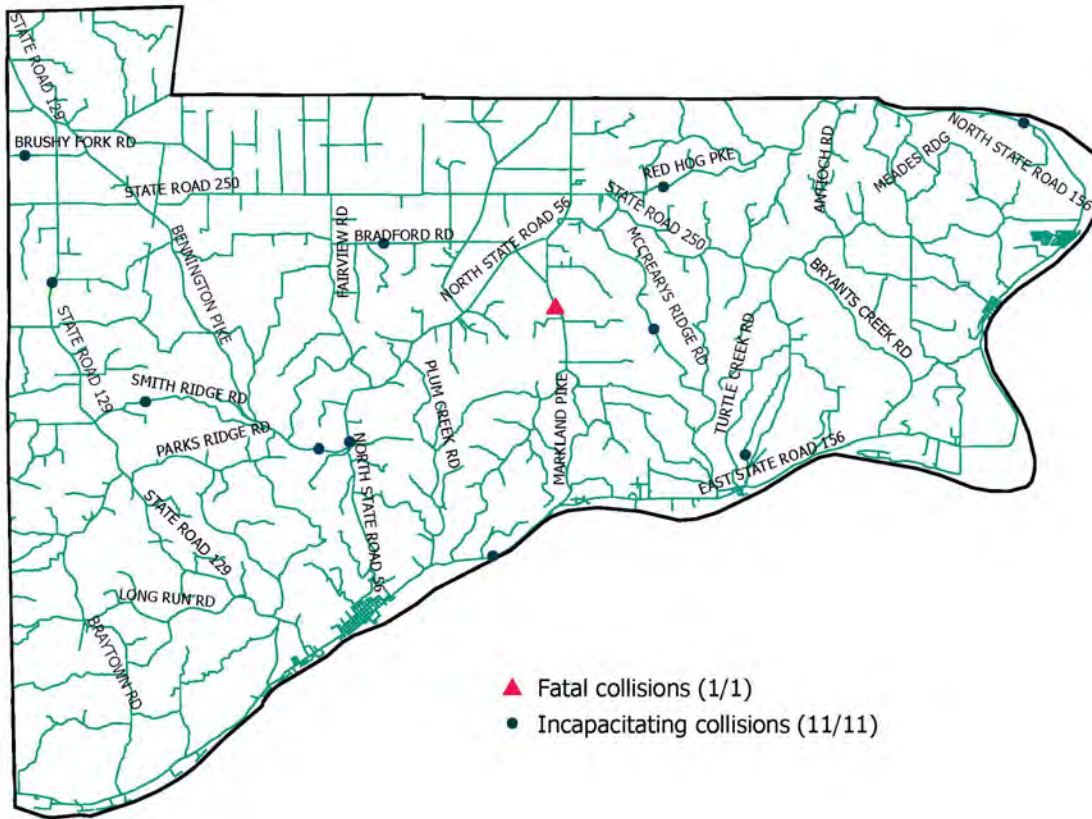 STATE ROAD 129
BRUSHY FORK RD
STATE ROAD 250
BENNINGTON PIKE
FAIRVIEW RD
BRADFORD RD
NORTH STATE ROAD 56
RED HOG PKE
STATE ROAD 250
MCCREARYS RIDGE RD
ANTIOCH RD
MEADES RDG
NORTH STATE ROAD 156
BRYANTS CREEK RD
TURTLE CREEK RD
STATE ROAD 129
SMITH RIDGE RD
PARKS RIDGE RD
PLUM CREEK RD
MARKLAND PIKE
EAST STATE ROAD 156
NORTH STATE ROAD 56
STATE ROAD 129
LONG RUN RD
BRAYTOWN RD
Fatal collisions (1/1)
Incapacitating collisions (11/11)